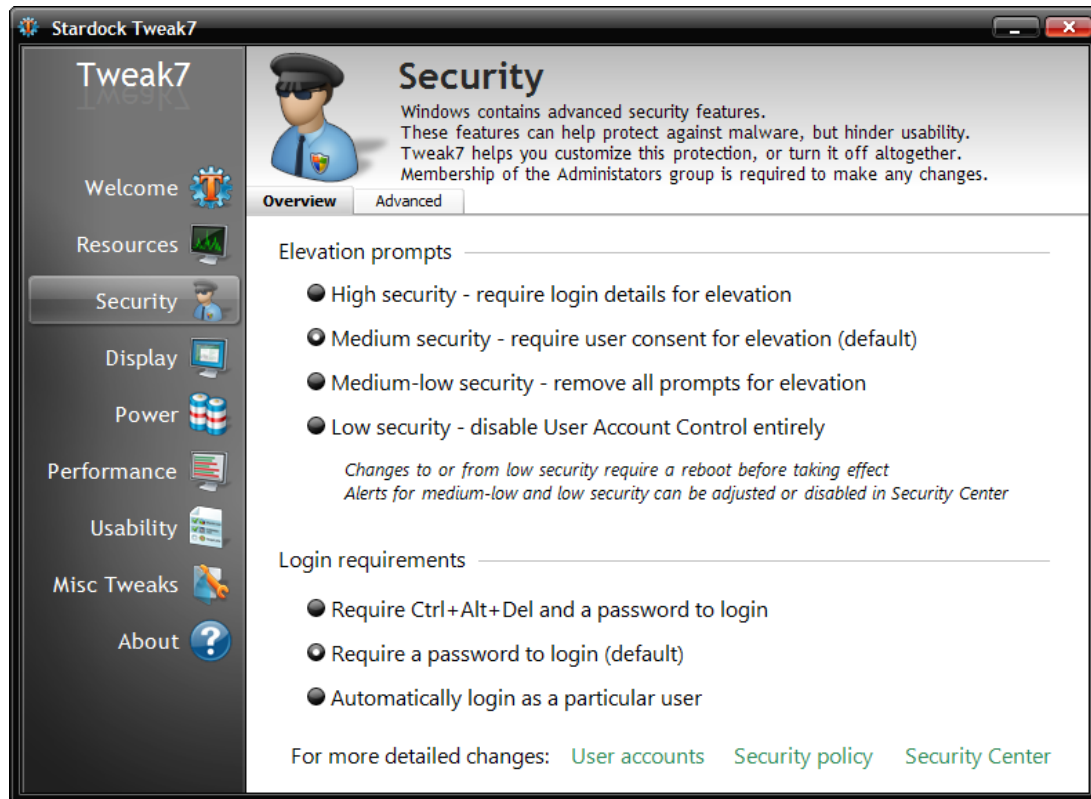 Stardock Tweak7
Tweak7
Welcome
Resources
Security
Display
Power
Performance
Usability
Misc Tweaks
About
Security
Windows contains advanced security features.
These features can help protect against malware, but hinder usability.
Tweak7 helps you customize this protection, or turn it off altogether.
Membership of the Administators group is required to make any changes.
Overview Advanced
Elevation prompts
High security - require login details for elevation
Medium security - require user consent for elevation (default)
Medium-low security - remove all prompts for elevation
Low security - disable User Account Control entirely
Changes to or from low security require a reboot before taking effect
Alerts for medium-low and low security can be adjusted or disabled in Security Center
Login requirements
Require Ctrl+Alt+Del and a password to login
Require a password to login (default)
Automatically login as a particular user
For more detailed changes: User accounts Security policy Security Center